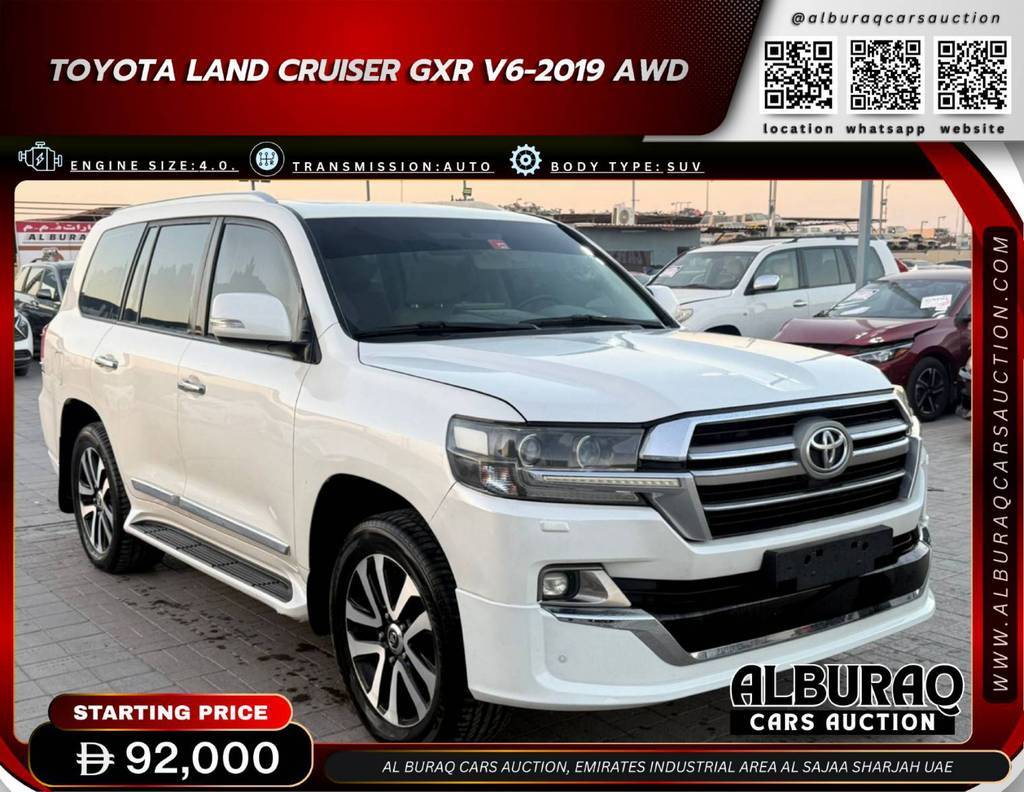 @alburaqcarsauction
TOYOTA LAND CRUISER GXR V6-2019 AWD
location whatsapp website
ENGINE SIZE:4.0. TRANSMISSION:AUTO BODY TYPE: SUV
WWW.ALBURAQCARSAUCTION.COM
ALBURAQ
CARS AUCTION
STARTING PRICE
92,000
AL BURAQ CARS AUCTION, EMIRATES INDUSTRIAL AREA AL SAJAA SHARJAH UAE